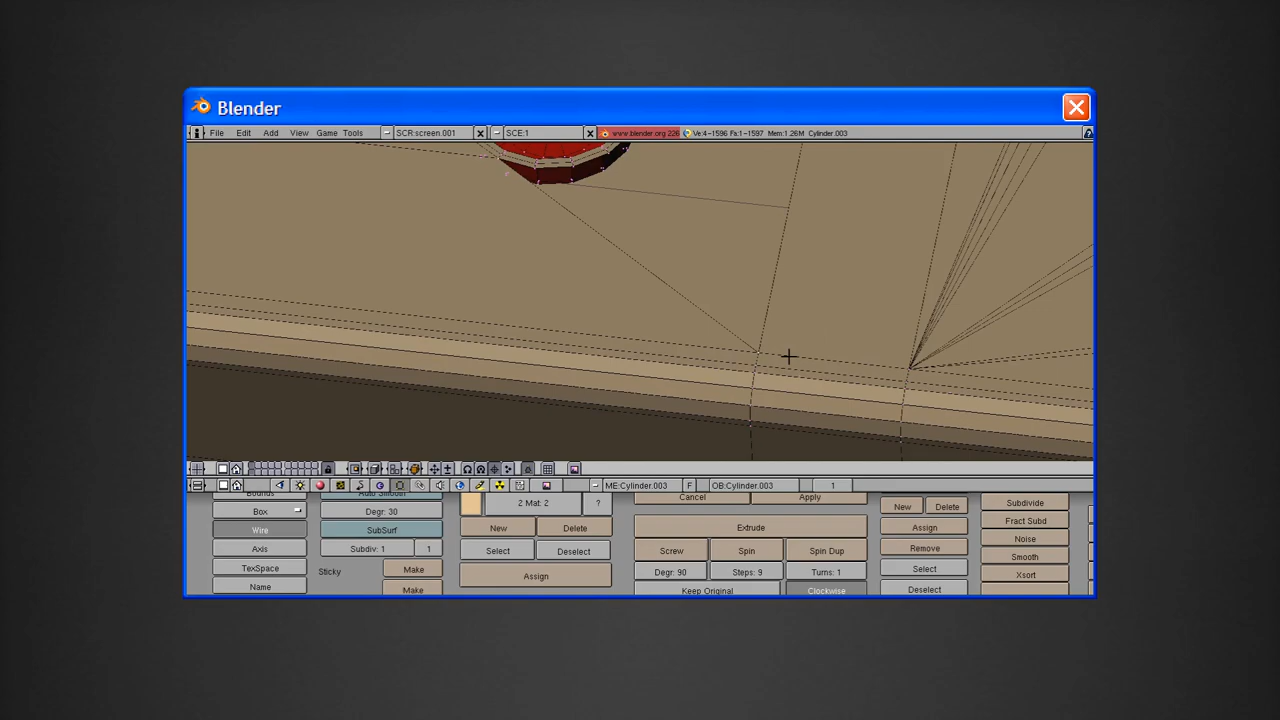 Blender
File Edit Add View Game Tools SCR:screen.001 SCE:1 www.blender.org 226 Ve:4-1596 Fa:1-1597 Mem:1.26M Cylinder.003
ME:Cylinder.003 F OB:Cylinder.003 1
Bounds Auto Smooth 2 Mat: 2 ? Cancel Apply New Delete Subdivide
Box Degr: 30 New Delete Extrude Assign Fract Subd
Wire SubSurf Noise
Axis Subdiv: 1 1 Select Deselect Screw Spin Spin Dup Remove Smooth
TexSpace Sticky Make Assign Degr: 90 Steps: 9 Turns: 1 Select Xsort
Name Make Keep Original Clockwise Deselect